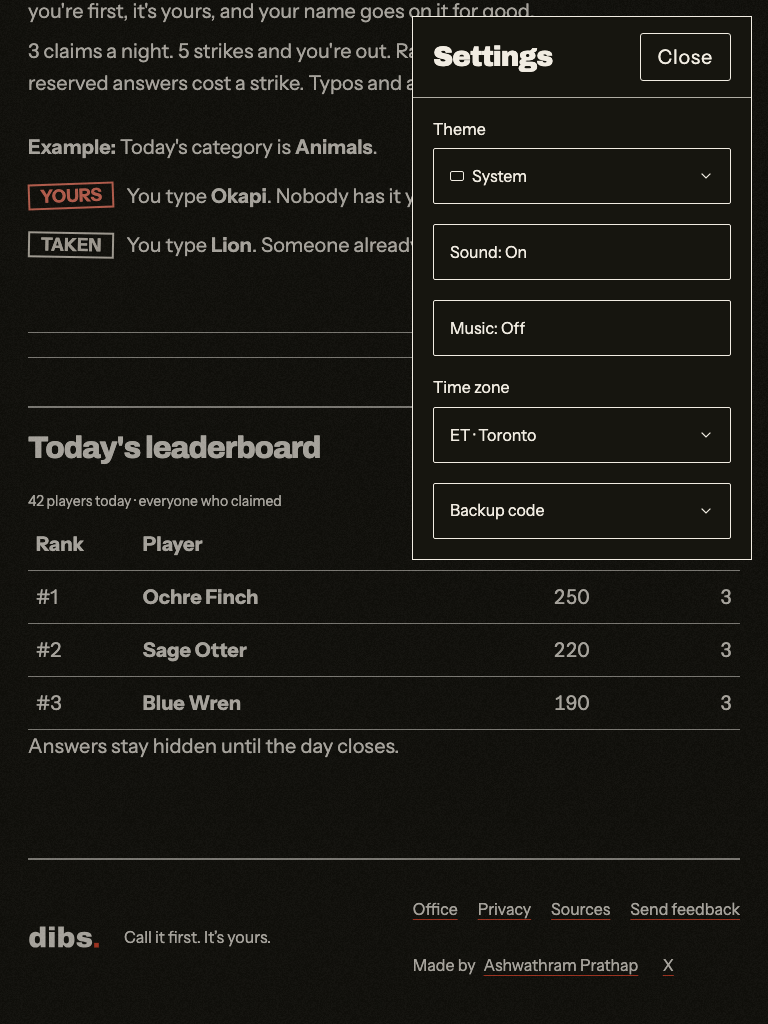 you're first, it's yours, and your name goes on it for good.
3 claims a night. 5 strikes and you're out. Ra
reserved answers cost a strike. Typos and a
Example: Today's category is Animals.
YOURS You type Okapi. Nobody has it y
TAKEN You type Lion. Someone already
Settings
Close
Theme
System
Sound: On
Music: Off
Time zone
ET · Toronto
Backup code
Today's leaderboard
42 players today · everyone who claimed
Rank Player
#1 Ochre Finch 250 3
#2 Sage Otter 220 3
#3 Blue Wren 190 3
Answers stay hidden until the day closes.
dibs. Call it first. It's yours.
Office Privacy Sources Send feedback
Made by Ashwathram Prathap X